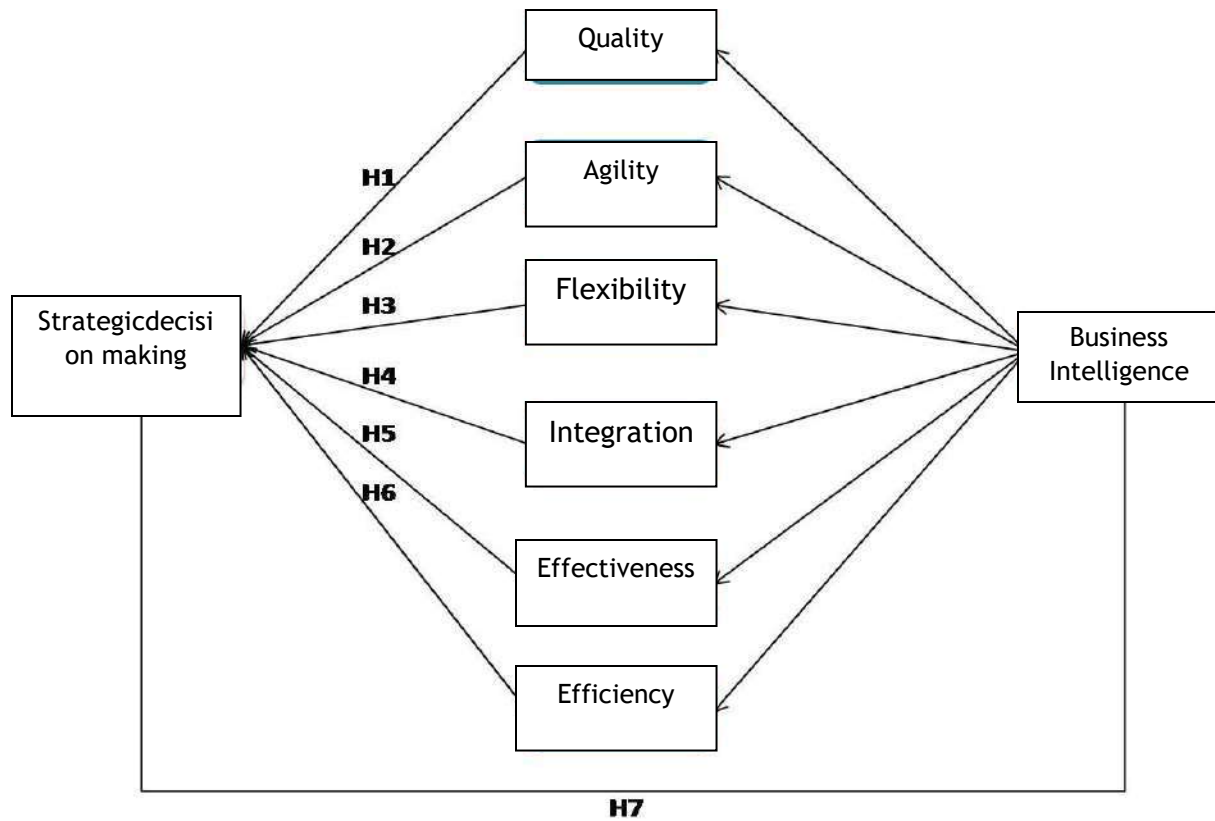 Quality
Agility
H1
H2
Flexibility
H3
Strategicdecisi
on making
Business
Intelligence
H4
Integration
H5
H6
Effectiveness
Efficiency
H7